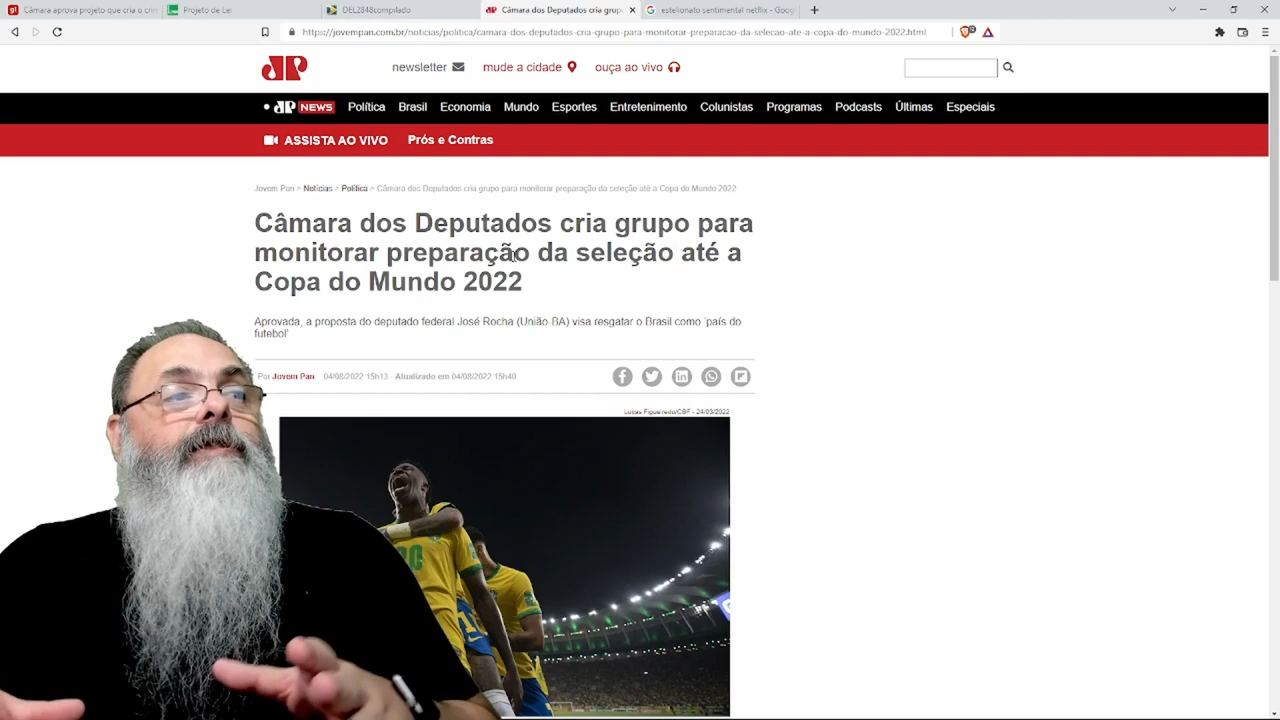 Câmara aprova projeto que cria o crim
Projeto de Lei
DEL2848compilado
Câmara dos Deputados cria grupo
estelionato sentimental netflix - Goog
https://jovempan.com.br/noticias/politica/camara-dos-deputados-cria-grupo-para-monitorar-preparacao-da-selecao-ate-a-copa-do-mundo-2022.html
JP
newsletter
mude a cidade
ouça ao vivo
JP NEWS
Política
Brasil
Economia
Mundo
Esportes
Entretenimento
Colunistas
Programas
Podcasts
Últimas
Especiais
ASSISTA AO VIVO
Prós e Contras
Jovem Pan > Notícias > Política > Câmara dos Deputados cria grupo para monitorar preparação da seleção até a Copa do Mundo 2022
Câmara dos Deputados cria grupo para
monitorar preparação da seleção até a
Copa do Mundo 2022
Aprovada, a proposta do deputado federal José Rocha (União-BA) visa resgatar o Brasil como 'país do
futebol'
Por Jovem Pan 04/08/2022 15h13 - Atualizado em 04/08/2022 15h40
Lucas Figueiredo/CBF - 24/03/2022